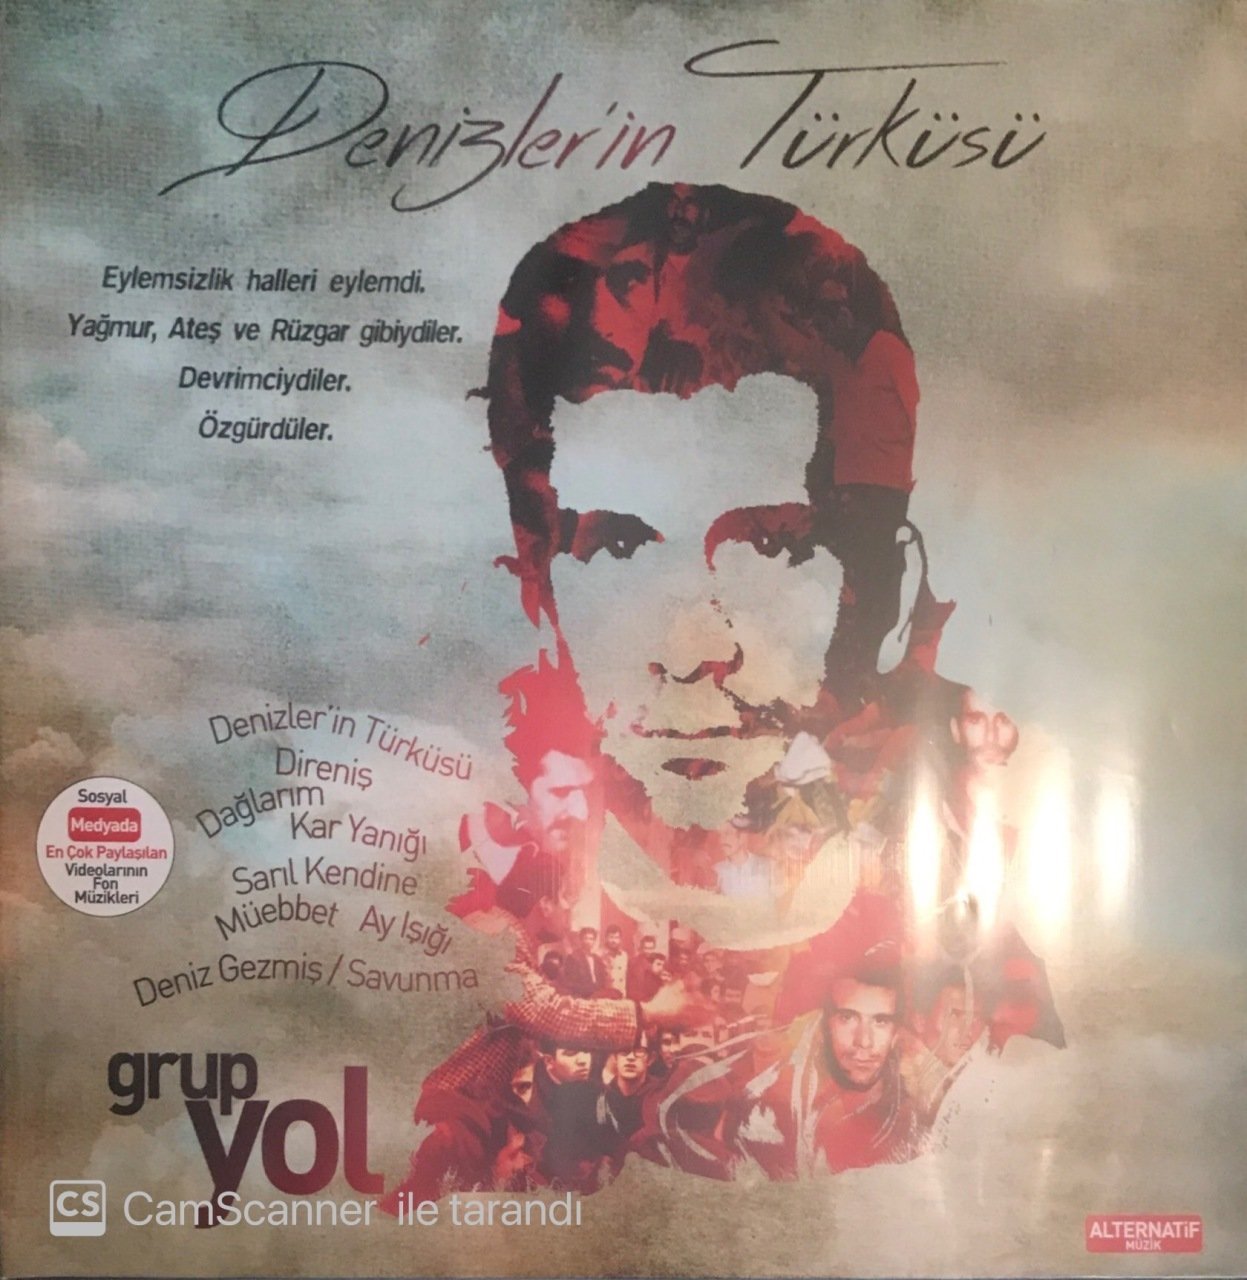 Denizler'in Türküsü
Eylemsizlik halleri eylemdi.
Yağmur, Ateş ve Rüzgar gibiydiler.
Devrimciydiler.
Özgürdüler.
Denizler'in Türküsü
Direniş
Dağlarım
Kar Yanığı
Sarıl Kendine
Müebbet Ay Işığı
Deniz Gezmiş / Savunma
Sosyal
Medyada
En Çok Paylaşılan
Videolarının
Fon
Müzikleri
grup
yol
CS CamScanner ile tarandı
ALTERNATiF
MÜZİK